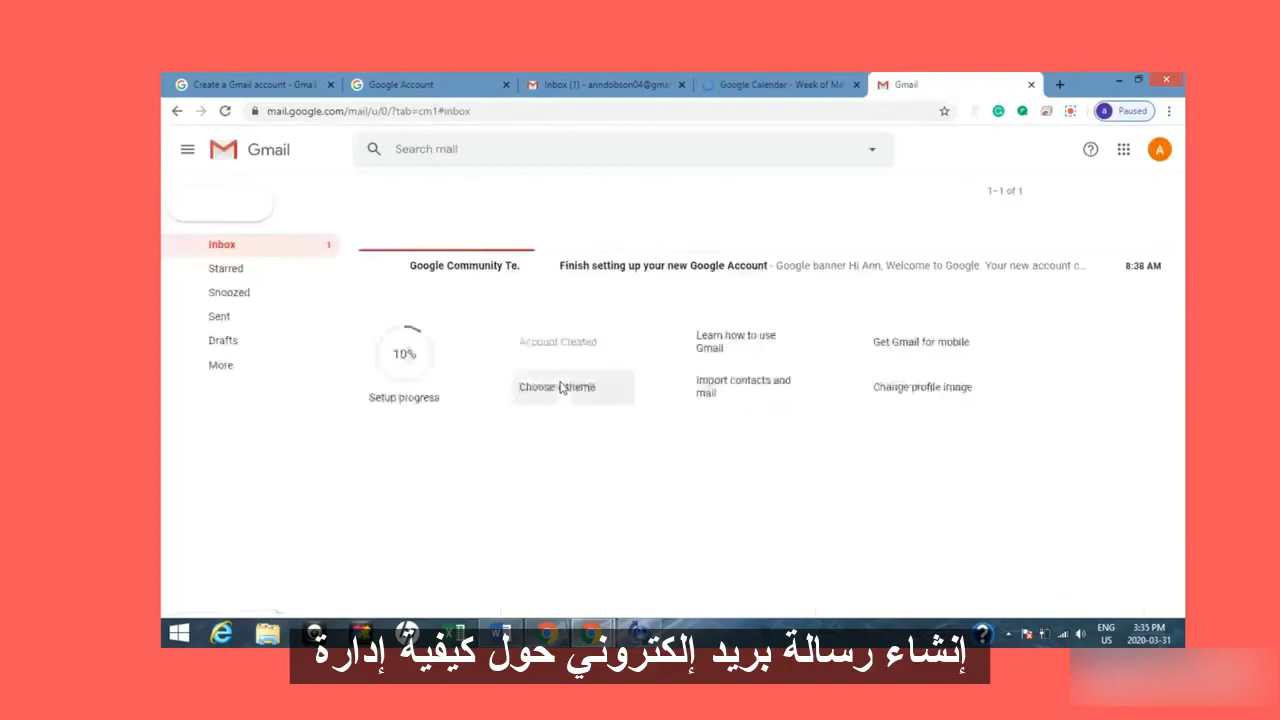 Create a Gmail account - Gmail
Google Account
Inbox (1) - anndobson04@gma
Google Calendar - Week of Ma
Gmail
mail.google.com/mail/u/0/?tab=cm1#inbox
a Paused
Gmail
Search mail
A
1–1 of 1
Inbox 1
Google Community Te. Finish setting up your new Google Account - Google banner Hi Ann, Welcome to Google. Your new account c... 8:38 AM
Starred
Snoozed
Sent
Drafts
More
10%
Setup progress
Account Created
Choose theme
Learn how to use
Gmail
Import contacts and
mail
Get Gmail for mobile
Change profile image
ENG
US
3:35 PM
2020-03-31
إنشاء رسالة بريد إلكتروني حول كيفية إدارة